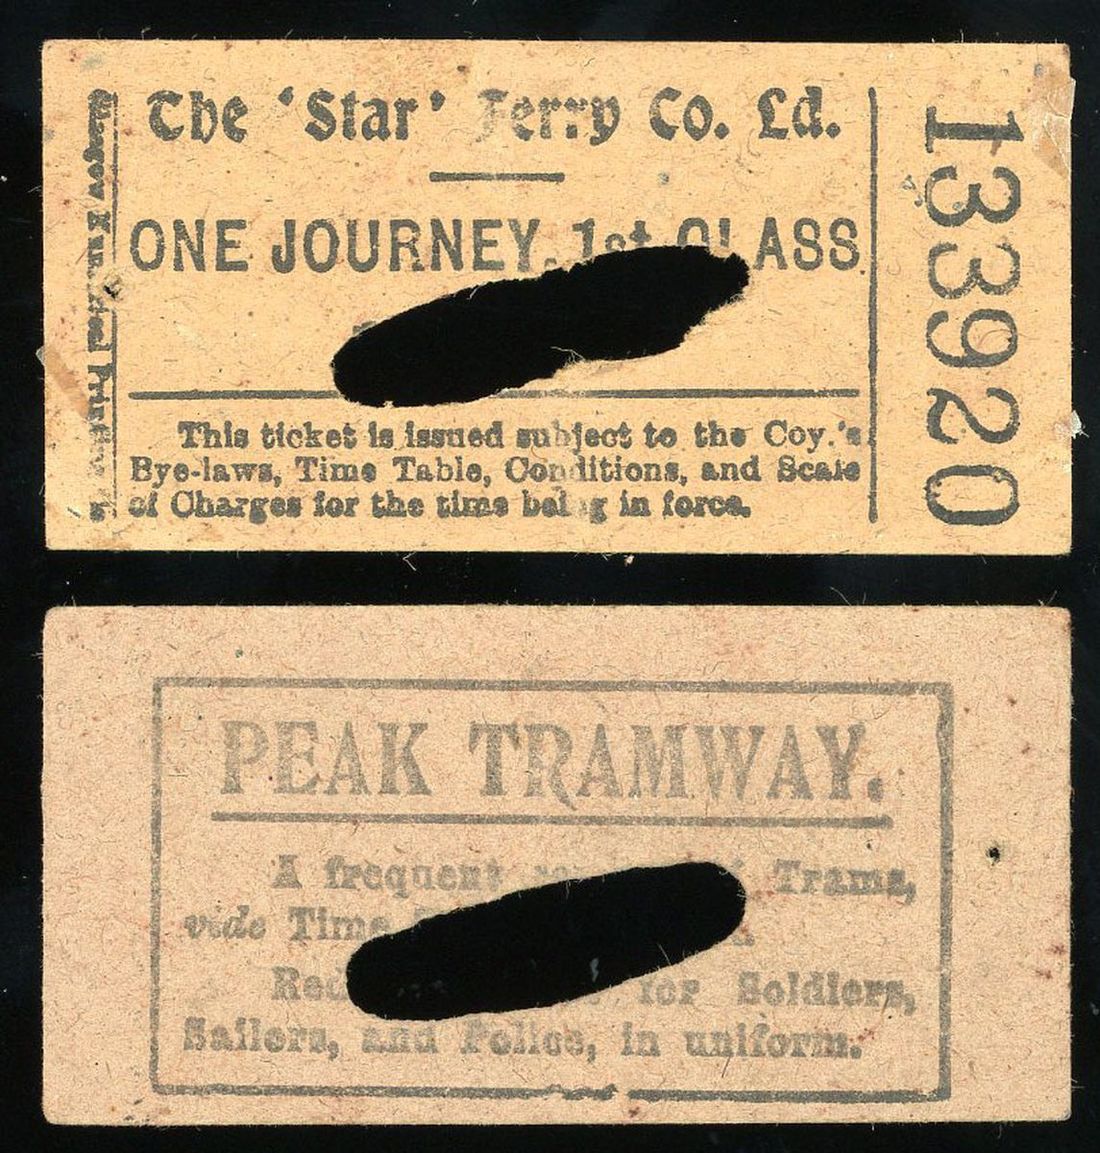 The 'Star' Ferry Co. Ld.
ONE JOURNEY. 1st CLASS
This ticket is issued subject to the Coy.'s
Bye-laws, Time Table, Conditions, and Scale
of Charges for the time being in force.
133920
PEAK TRAMWAY.
A frequent Trams,
vide Time
for Soldiers,
Sailers, and Police, in uniform.